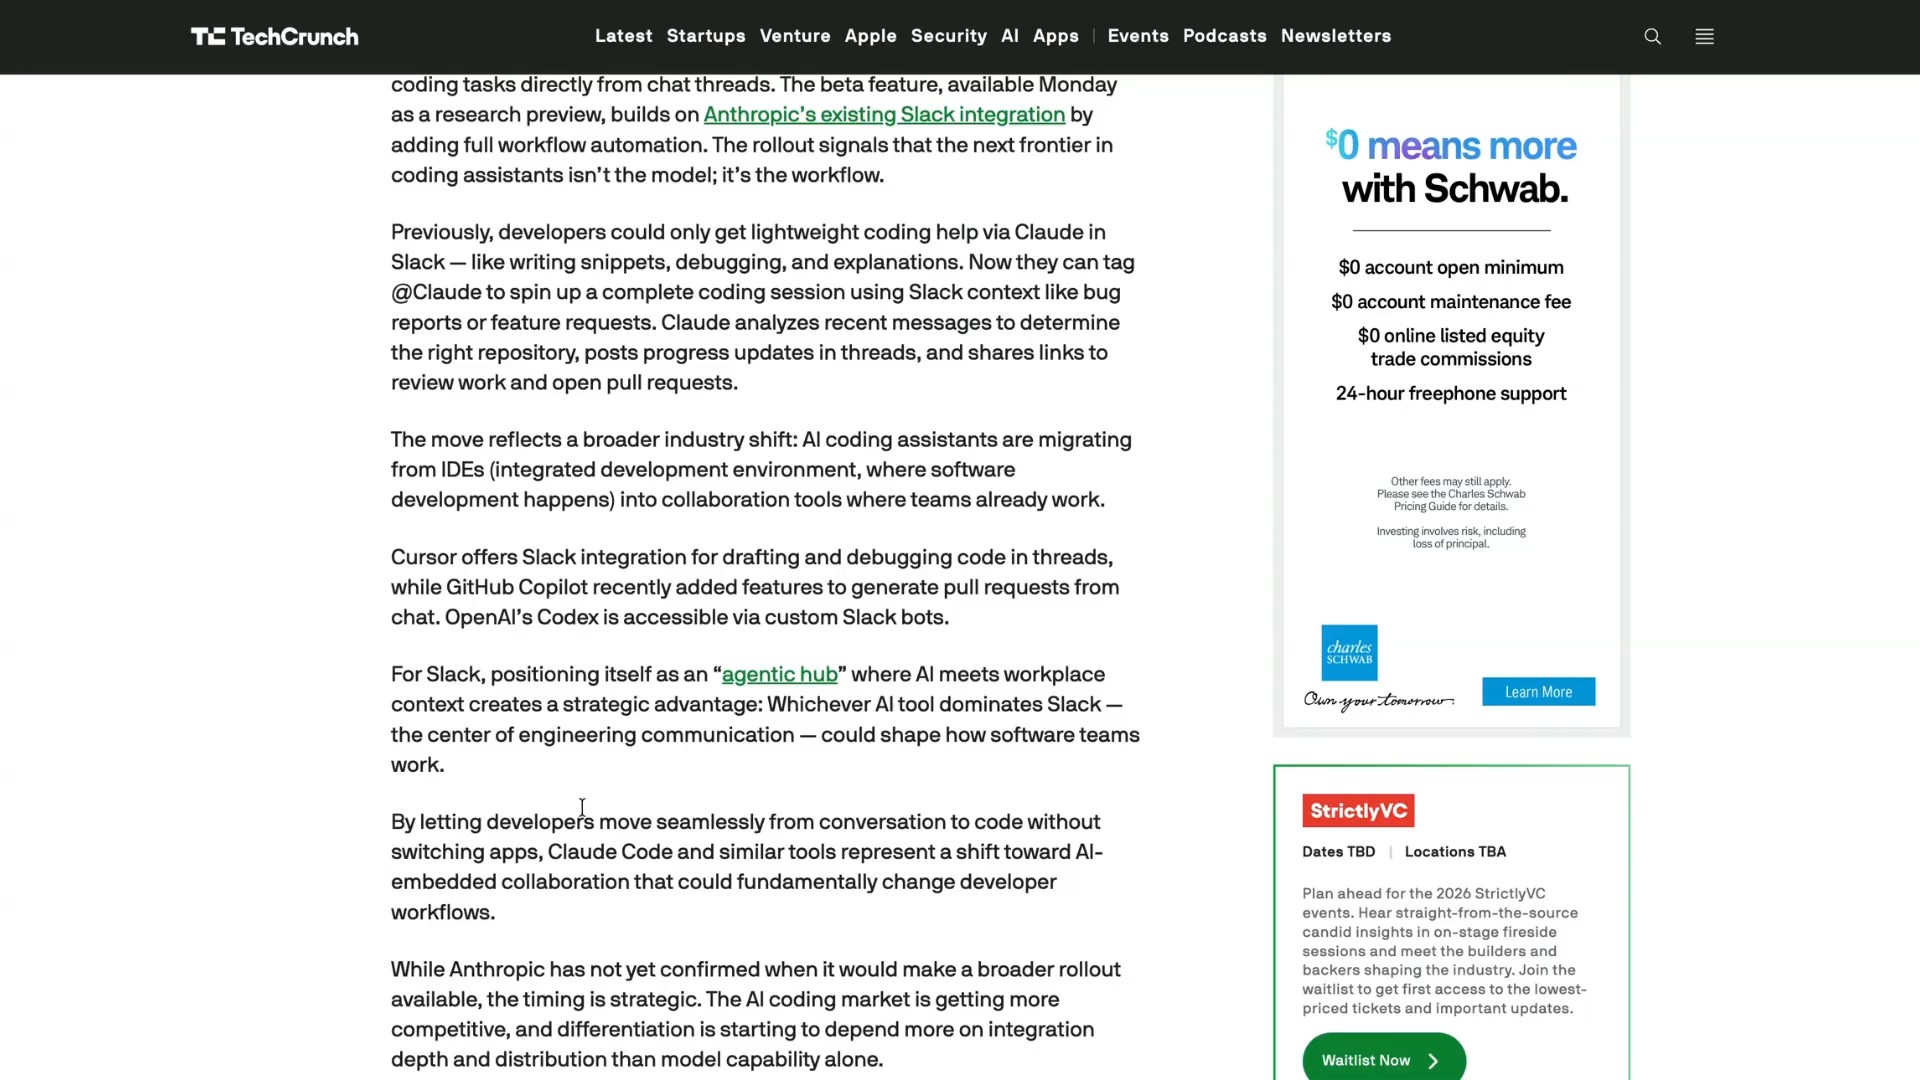 TechCrunch
Latest Startups Venture Apple Security AI Apps | Events Podcasts Newsletters
coding tasks directly from chat threads. The beta feature, available Monday
as a research preview, builds on Anthropic’s existing Slack integration by
adding full workflow automation. The rollout signals that the next frontier in
coding assistants isn’t the model; it’s the workflow.
Previously, developers could only get lightweight coding help via Claude in
Slack — like writing snippets, debugging, and explanations. Now they can tag
@Claude to spin up a complete coding session using Slack context like bug
reports or feature requests. Claude analyzes recent messages to determine
the right repository, posts progress updates in threads, and shares links to
review work and open pull requests.
The move reflects a broader industry shift: AI coding assistants are migrating
from IDEs (integrated development environment, where software
development happens) into collaboration tools where teams already work.
Cursor offers Slack integration for drafting and debugging code in threads,
while GitHub Copilot recently added features to generate pull requests from
chat. OpenAI’s Codex is accessible via custom Slack bots.
For Slack, positioning itself as an “agentic hub” where AI meets workplace
context creates a strategic advantage: Whichever AI tool dominates Slack —
the center of engineering communication — could shape how software teams
work.
By letting developers move seamlessly from conversation to code without
switching apps, Claude Code and similar tools represent a shift toward AI-
embedded collaboration that could fundamentally change developer
workflows.
While Anthropic has not yet confirmed when it would make a broader rollout
available, the timing is strategic. The AI coding market is getting more
competitive, and differentiation is starting to depend more on integration
depth and distribution than model capability alone.
$0 means more
with Schwab.
$0 account open minimum
$0 account maintenance fee
$0 online listed equity
trade commissions
24-hour freephone support
Other fees may still apply.
Please see the Charles Schwab
Pricing Guide for details.
Investing involves risk, including
loss of principal.
charles
SCHWAB
Own your tomorrow
Learn More
StrictlyVC
Dates TBD | Locations TBA
Plan ahead for the 2026 StrictlyVC
events. Hear straight-from-the-source
candid insights in on-stage fireside
sessions and meet the builders and
backers shaping the industry. Join the
waitlist to get first access to the lowest-
priced tickets and important updates.
Waitlist Now